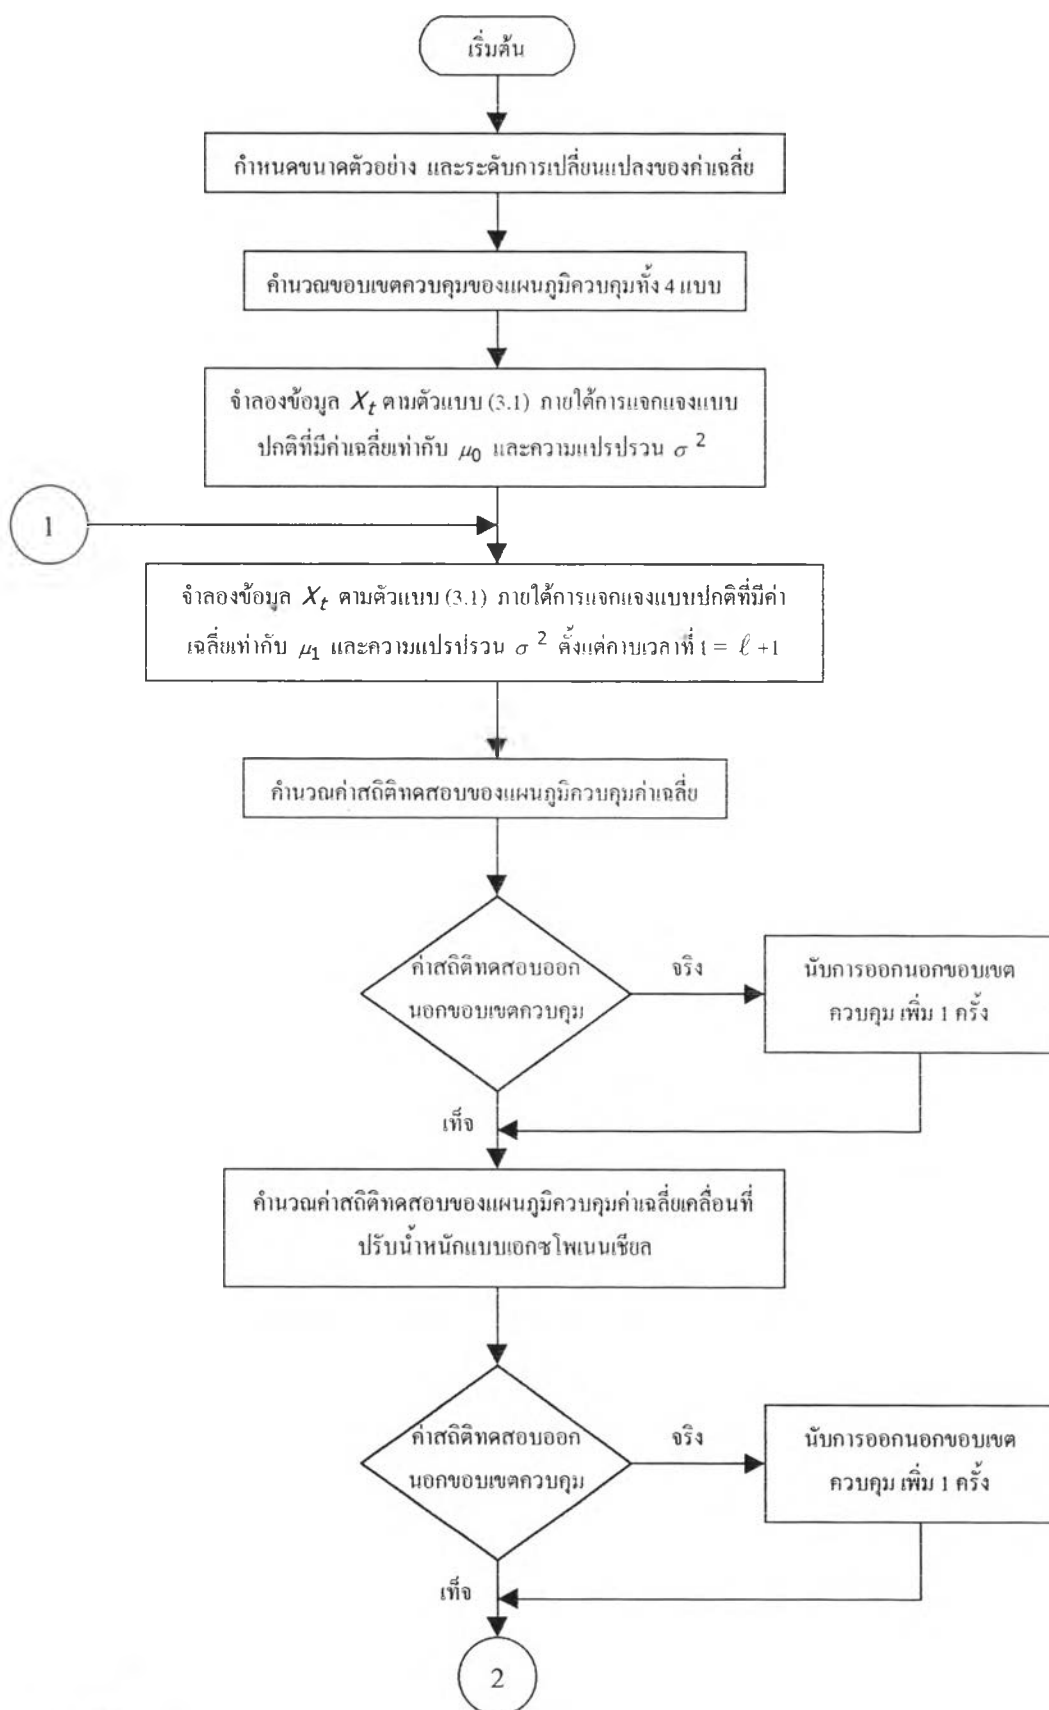 เริ่มต้น
กำหนดขนาดตัวอย่าง และระดับการเปลี่ยนแปลงของค่าเฉลี่ย
คำนวณขอบเขตควบคุมของแผนภูมิควบคุมทั้ง 4 แบบ
จำลองข้อมูล X_t ตามตัวแบบ (3.1) ภายใต้การแจกแจงแบบ
ปกติที่มีค่าเฉลี่ยเท่ากับ μ_0 และความแปรปรวน σ^2
1
จำลองข้อมูล X_t ตามตัวแบบ (3.1) ภายใต้การแจกแจงแบบปกติที่มีค่า
เฉลี่ยเท่ากับ μ_1 และความแปรปรวน σ^2 ตั้งแต่คาบเวลาที่ t = ℓ +1
คำนวณค่าสถิติทดสอบของแผนภูมิควบคุมค่าเฉลี่ย
ค่าสถิติทดสอบออก
นอกขอบเขตควบคุม
จริง
นับการออกนอกขอบเขต
ควบคุม เพิ่ม 1 ครั้ง
เท็จ
คำนวณค่าสถิติทดสอบของแผนภูมิควบคุมค่าเฉลี่ยเคลื่อนที่
ปรับน้ำหนักแบบเอกซโพเนนเชียล
ค่าสถิติทดสอบออก
นอกขอบเขตควบคุม
จริง
นับการออกนอกขอบเขต
ควบคุม เพิ่ม 1 ครั้ง
เท็จ
2